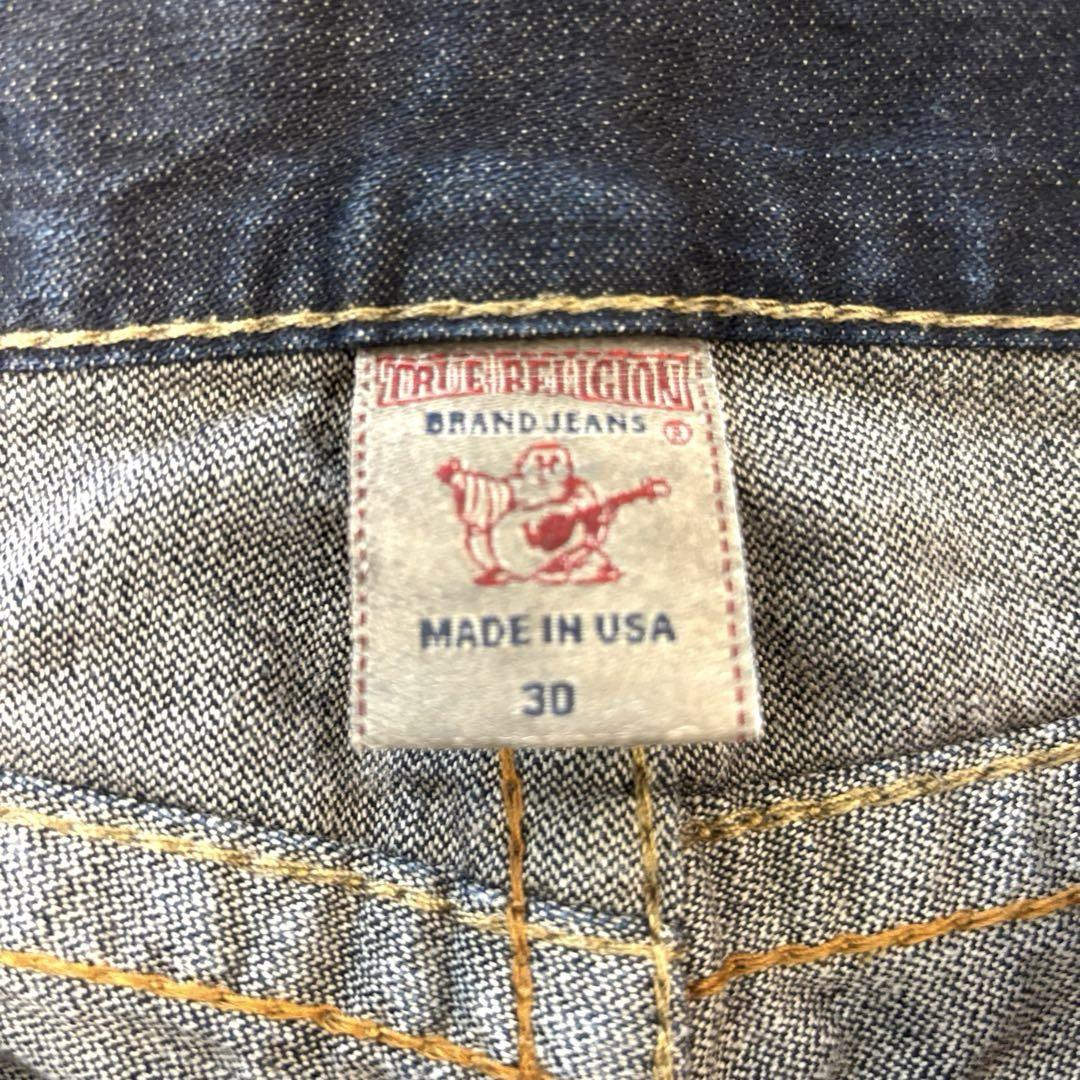 TRUE RELIGION
BRAND JEANS ®
MADE IN USA
30